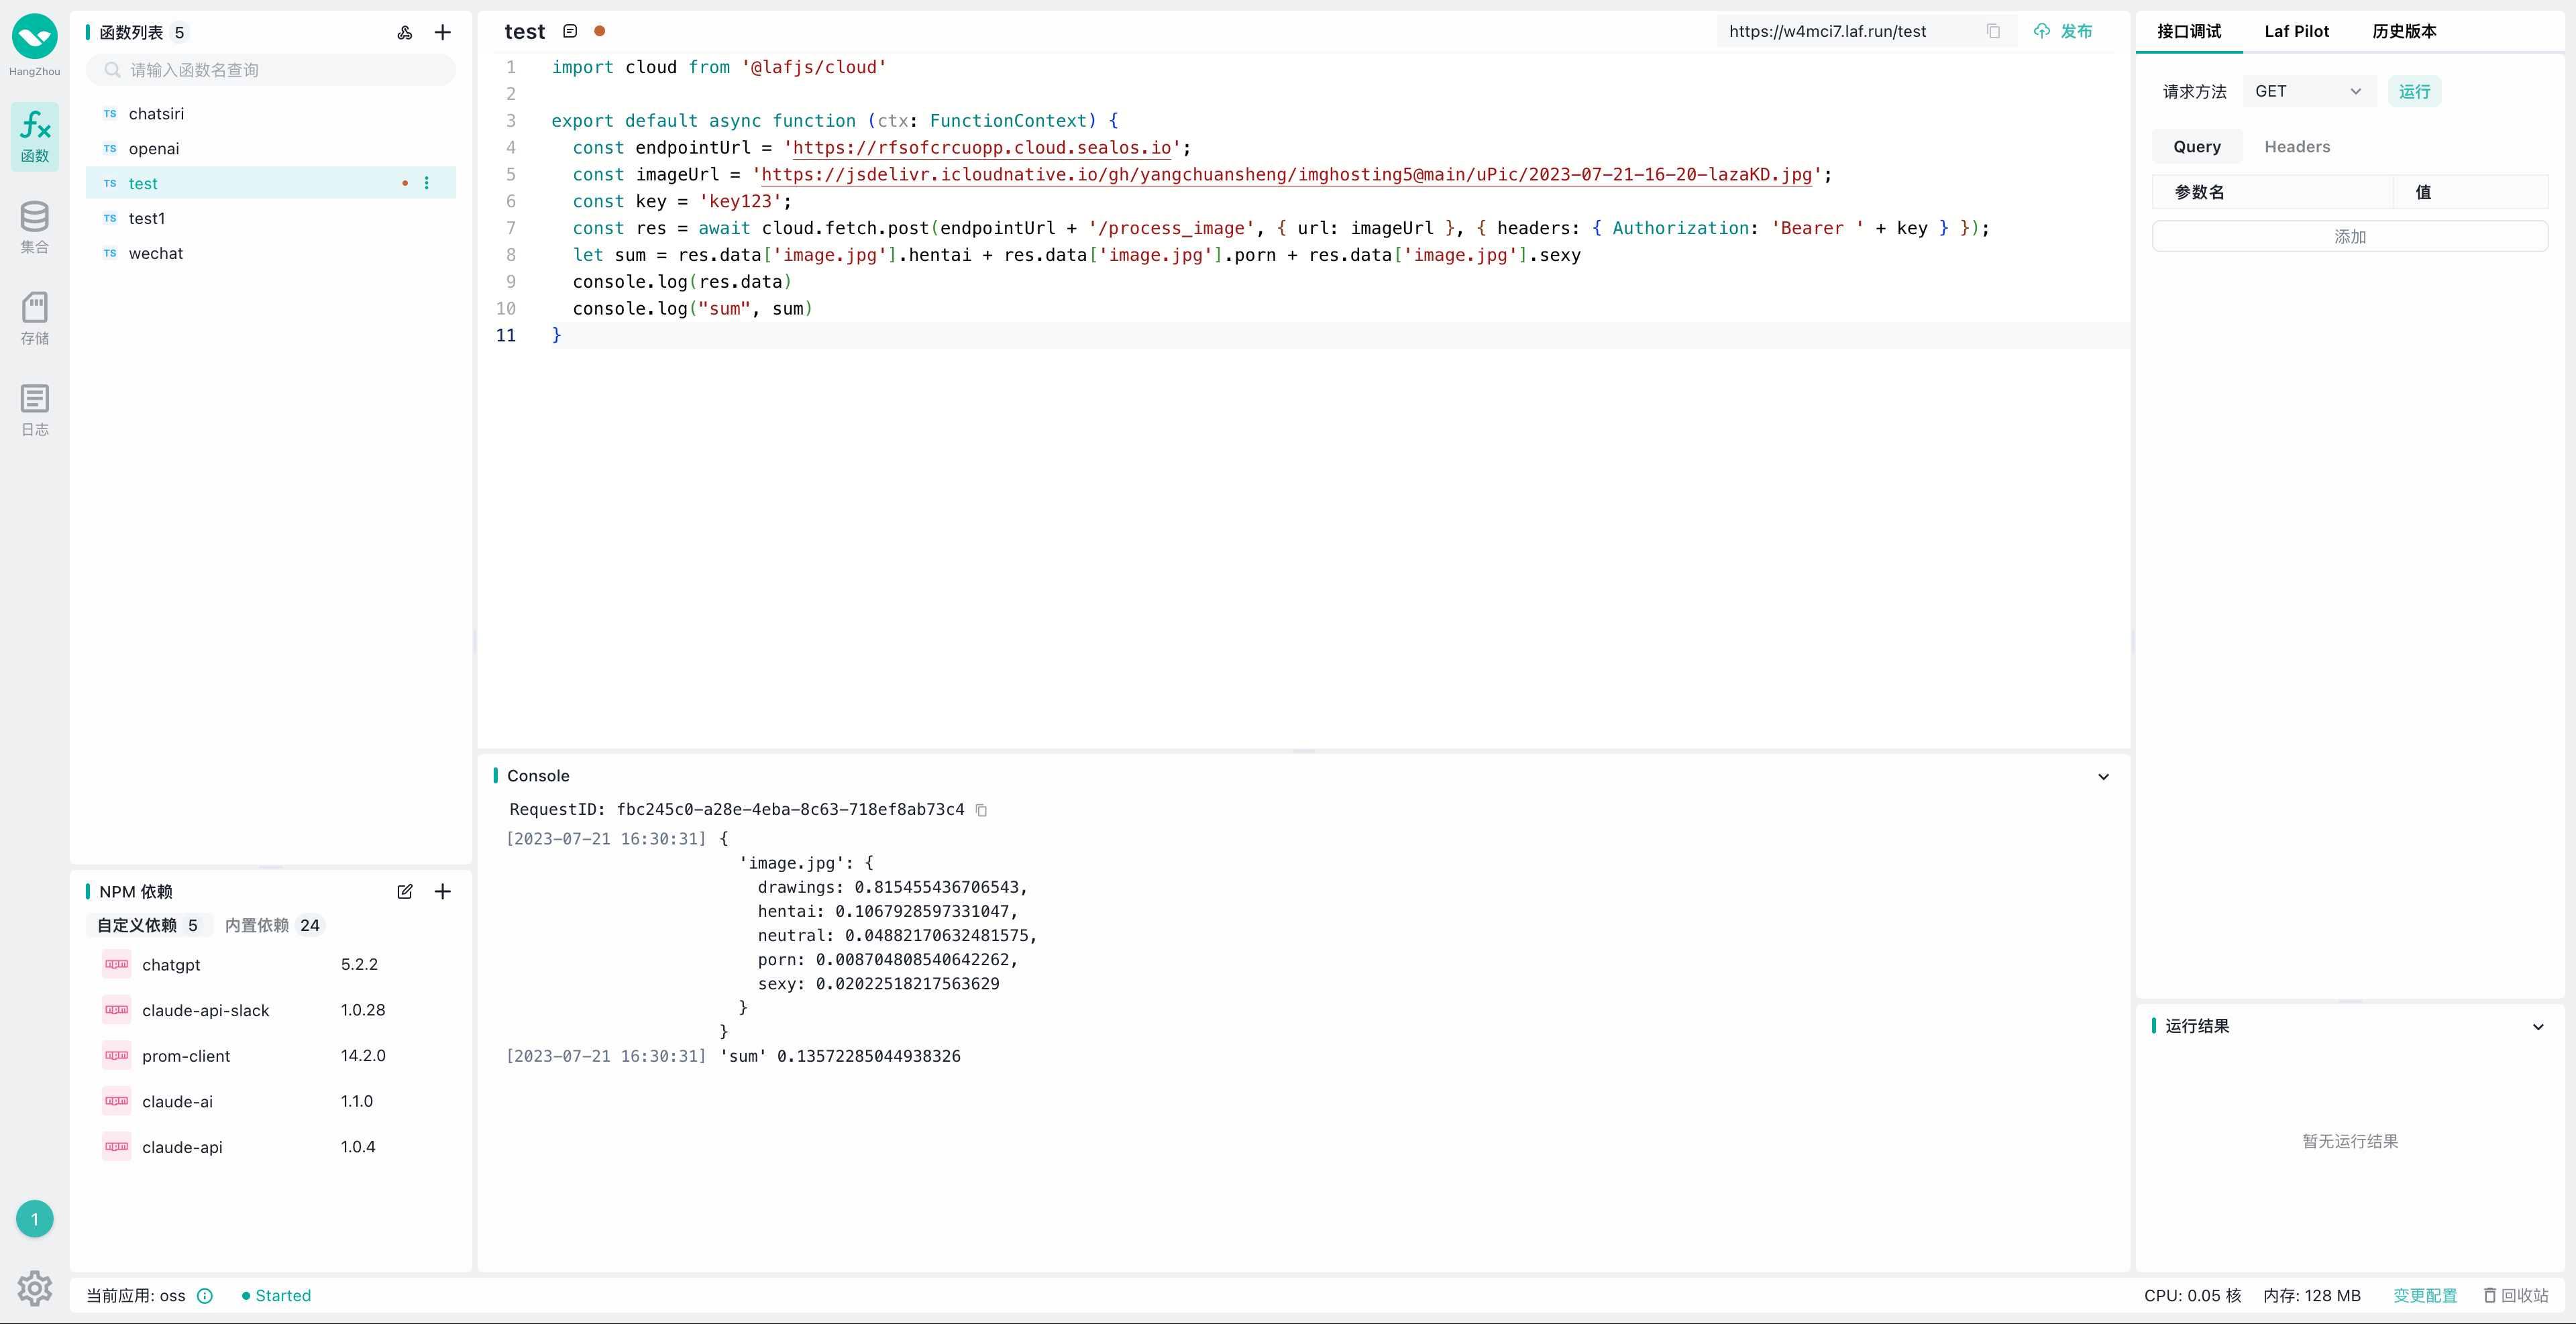 HangZhou
函数
集合
存储
日志
1
函数列表 5
请输入函数名查询
TS chatsiri
TS openai
TS test
TS test1
TS wechat
NPM 依赖
自定义依赖 5 内置依赖 24
chatgpt 5.2.2
claude-api-slack 1.0.28
prom-client 14.2.0
claude-ai 1.1.0
claude-api 1.0.4
test https://w4mci7.laf.run/test 发布
1 import cloud from '@lafjs/cloud'
2
3 export default async function (ctx: FunctionContext) {
4 const endpointUrl = 'https://rfsofcrcuopp.cloud.sealos.io';
5 const imageUrl = 'https://jsdelivr.icloudnative.io/gh/yangchuansheng/imghosting5@main/uPic/2023-07-21-16-20-lazaKD.jpg';
6 const key = 'key123';
7 const res = await cloud.fetch.post(endpointUrl + '/process_image', { url: imageUrl }, { headers: { Authorization: 'Bearer ' + key } });
8 let sum = res.data['image.jpg'].hentai + res.data['image.jpg'].porn + res.data['image.jpg'].sexy
9 console.log(res.data)
10 console.log("sum", sum)
11 }
Console
RequestID: fbc245c0-a28e-4eba-8c63-718ef8ab73c4
[2023-07-21 16:30:31] {
'image.jpg': {
drawings: 0.815455436706543,
hentai: 0.1067928597331047,
neutral: 0.04882170632481575,
porn: 0.008704808540642262,
sexy: 0.02022518217563629
}
}
[2023-07-21 16:30:31] 'sum' 0.13572285044938326
接口调试 Laf Pilot 历史版本
请求方法 GET 运行
Query Headers
参数名 值
添加
运行结果
暂无运行结果
当前应用: oss Started
CPU: 0.05 核 内存: 128 MB 变更配置 回收站